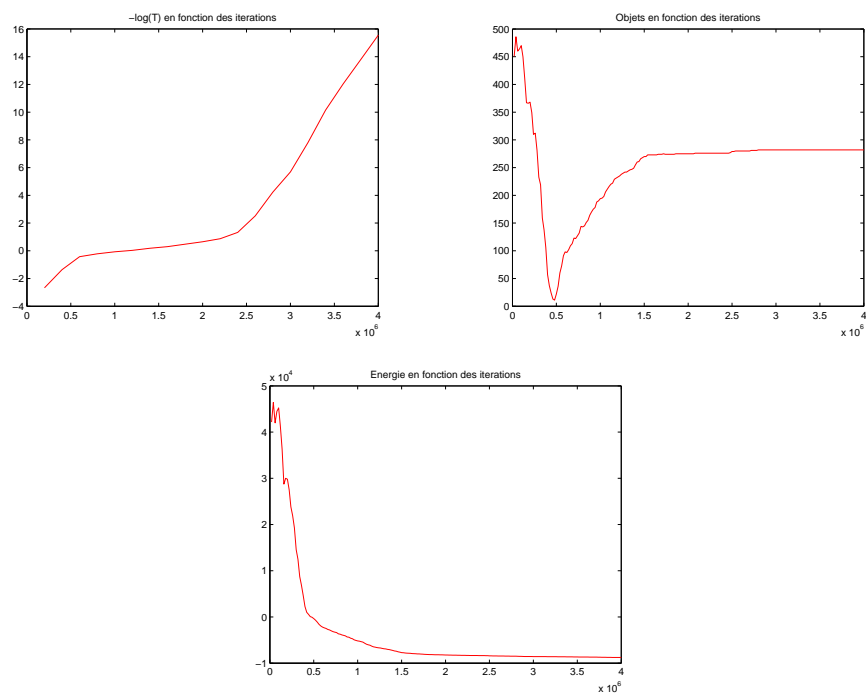 −log(T) en fonction des iterations
16
14
12
10
8
6
4
2
0
−2
−4
0 0.5 1 1.5 2 2.5 3 3.5 4
x 10^6
Objets en fonction des iterations
500
450
400
350
300
250
200
150
100
50
0
0 0.5 1 1.5 2 2.5 3 3.5 4
x 10^6
Energie en fonction des iterations
x 10^4
5
4
3
2
1
0
−1
0 0.5 1 1.5 2 2.5 3 3.5 4
x 10^6